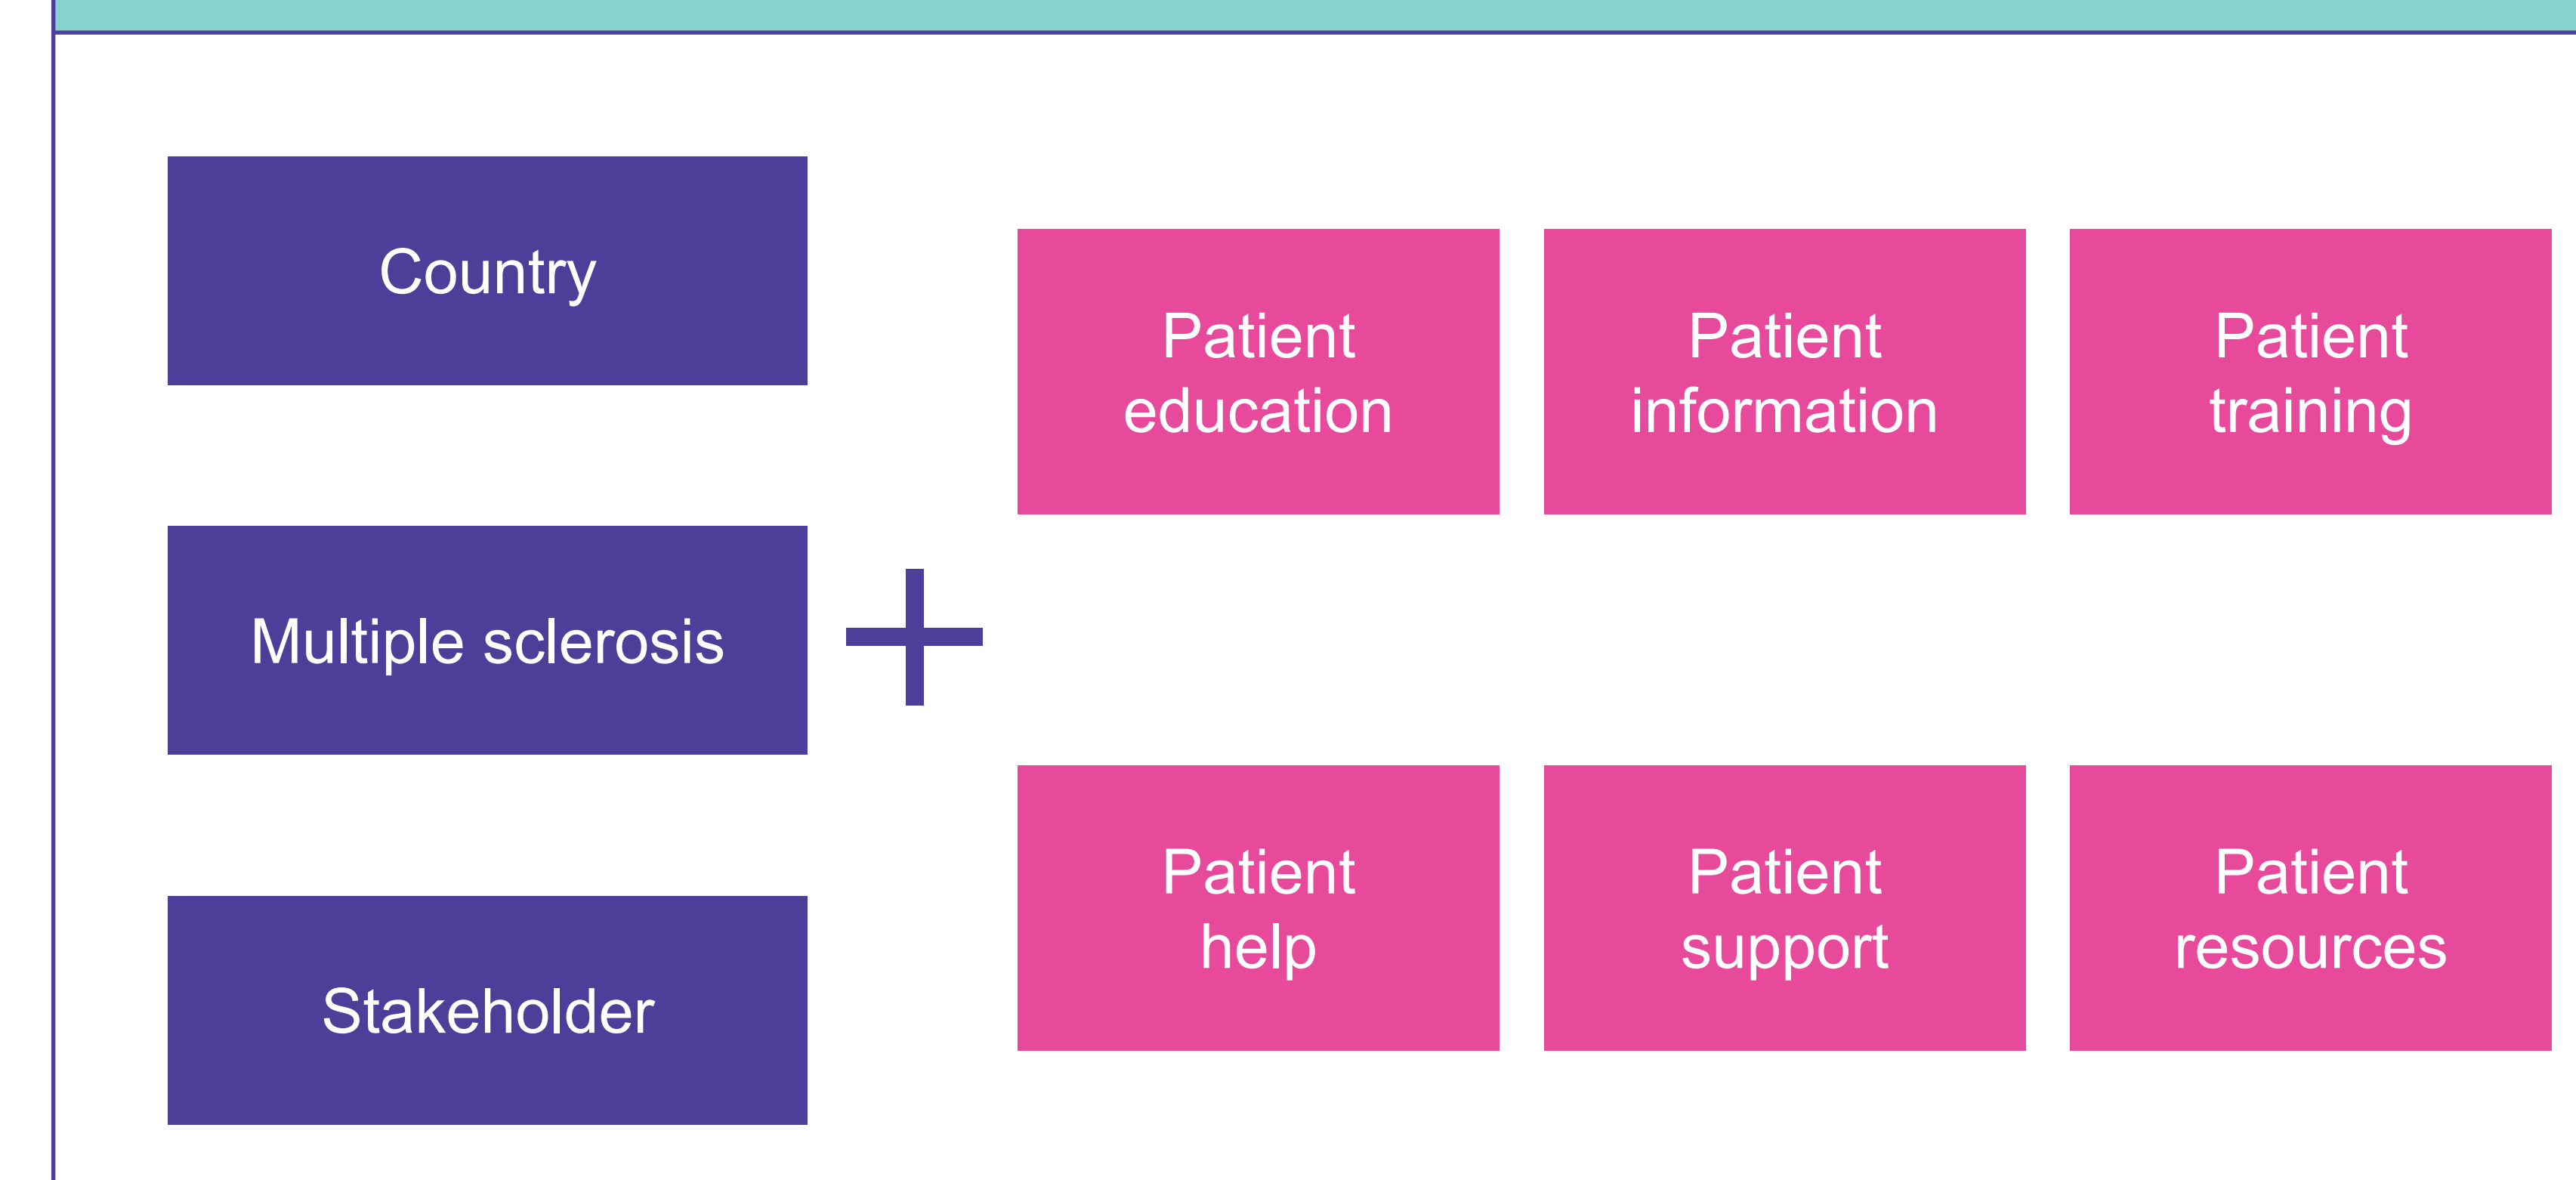 Country
Multiple sclerosis
Stakeholder
Patient
education
Patient
information
Patient
training
Patient
help
Patient
support
Patient
resources